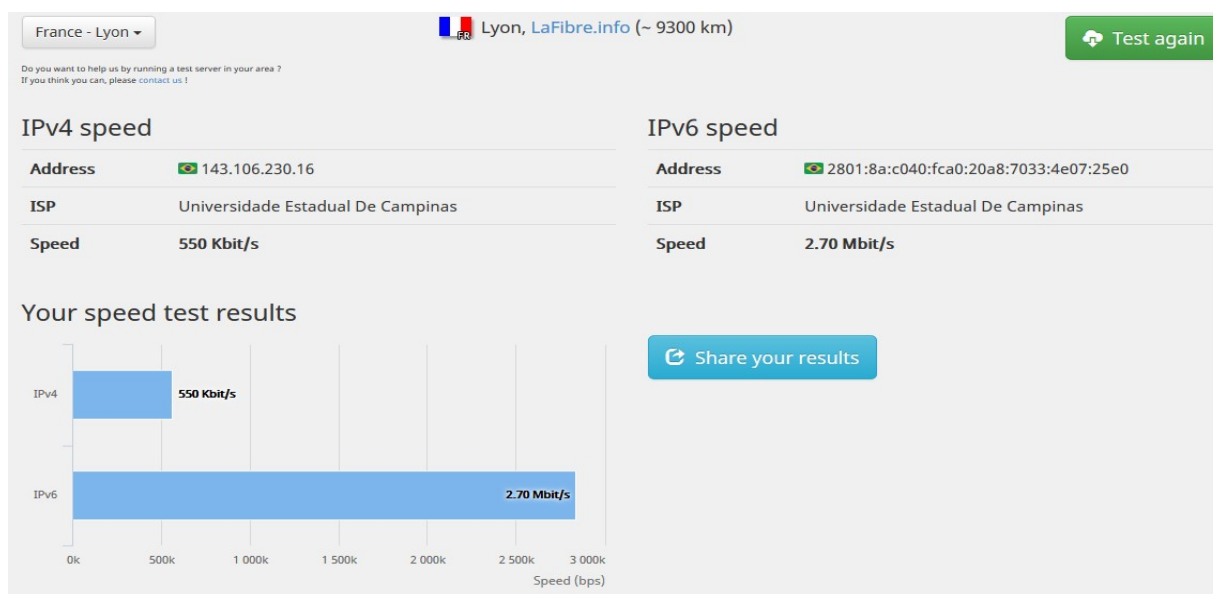 France - Lyon
FR Lyon, LaFibre.info (~ 9300 km)
Test again
Do you want to help us by running a test server in your area ?
If you think you can, please contact us !
IPv4 speed
Address 143.106.230.16
ISP Universidade Estadual De Campinas
Speed 550 Kbit/s
IPv6 speed
Address 2801:8a:c040:fca0:20a8:7033:4e07:25e0
ISP Universidade Estadual De Campinas
Speed 2.70 Mbit/s
Your speed test results
Share your results
IPv4 550 Kbit/s
IPv6 2.70 Mbit/s
0k 500k 1 000k 1 500k 2 000k 2 500k 3 000k
Speed (bps)